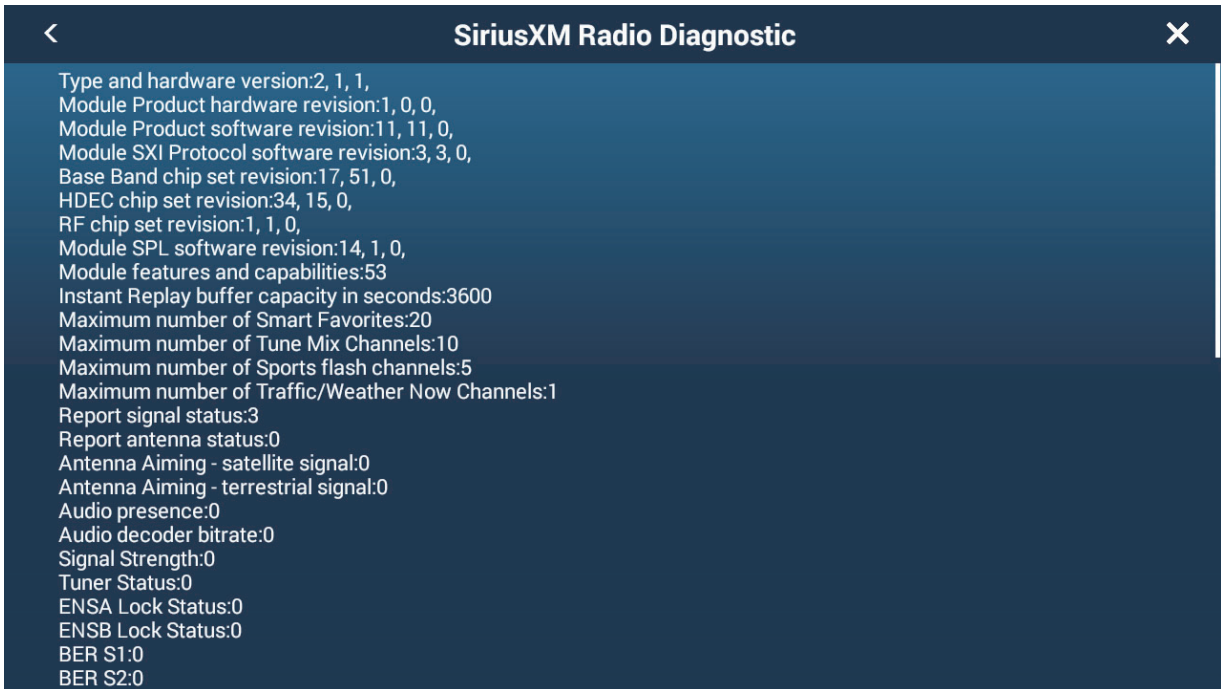 SiriusXM Radio Diagnostic
Type and hardware version:2, 1, 1,
Module Product hardware revision:1, 0, 0,
Module Product software revision:11, 11, 0,
Module SXI Protocol software revision:3, 3, 0,
Base Band chip set revision:17, 51, 0,
HDEC chip set revision:34, 15, 0,
RF chip set revision:1, 1, 0,
Module SPL software revision:14, 1, 0,
Module features and capabilities:53
Instant Replay buffer capacity in seconds:3600
Maximum number of Smart Favorites:20
Maximum number of Tune Mix Channels:10
Maximum number of Sports flash channels:5
Maximum number of Traffic/Weather Now Channels:1
Report signal status:3
Report antenna status:0
Antenna Aiming - satellite signal:0
Antenna Aiming - terrestrial signal:0
Audio presence:0
Audio decoder bitrate:0
Signal Strength:0
Tuner Status:0
ENSA Lock Status:0
ENSB Lock Status:0
BER S1:0
BER S2:0